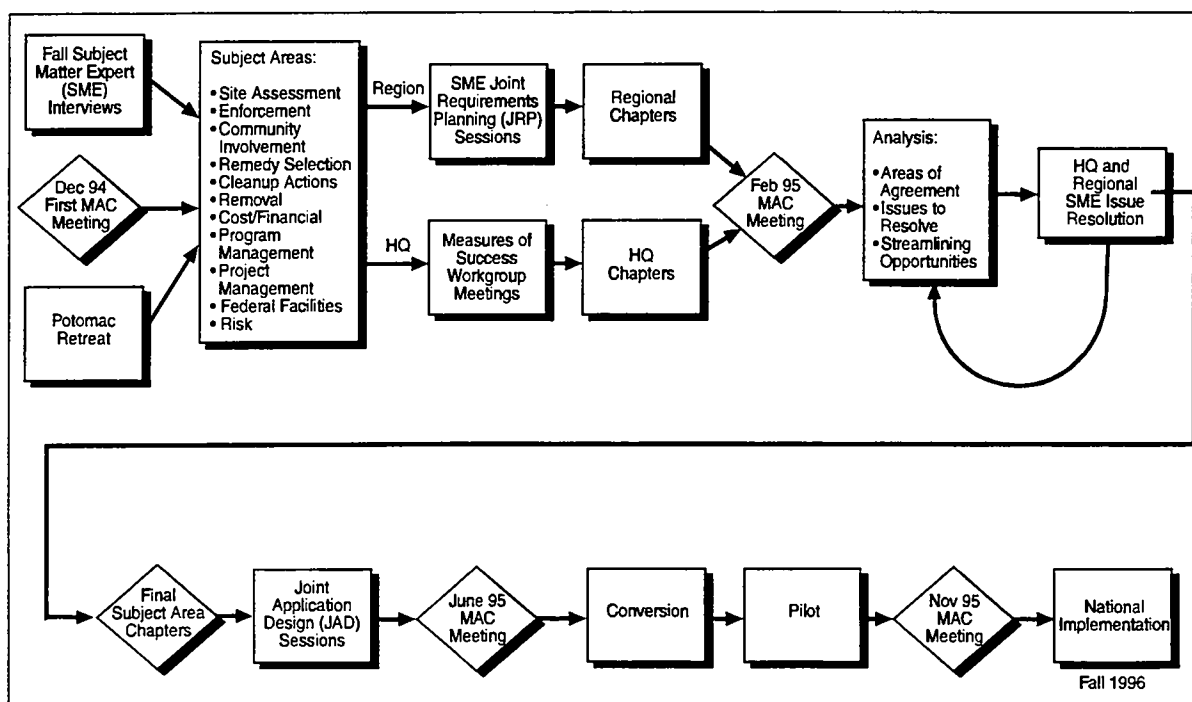 Fall Subject
Matter Expert
(SME)
Interviews
Dec 94
First MAC
Meeting
Potomac
Retreat
Subject Areas:
•Site Assessment
•Enforcement
•Community
Involvement
•Remedy Selection
•Cleanup Actions
•Removal
•Cost/Financial
•Program
Management
•Project
Management
•Federal Facilities
•Risk
Region
HQ
SME Joint
Requirements
Planning (JRP)
Sessions
Measures of
Success
Workgroup
Meetings
Regional
Chapters
HQ
Chapters
Feb 95
MAC
Meeting
Analysis:
•Areas of
Agreement
•Issues to
Resolve
•Streamlining
Opportunities
HQ and
Regional
SME Issue
Resolution
Final
Subject Area
Chapters
Joint
Application
Design (JAD)
Sessions
June 95
MAC
Meeting
Conversion
Pilot
Nov 95
MAC
Meeting
National
Implementation
Fall 1996